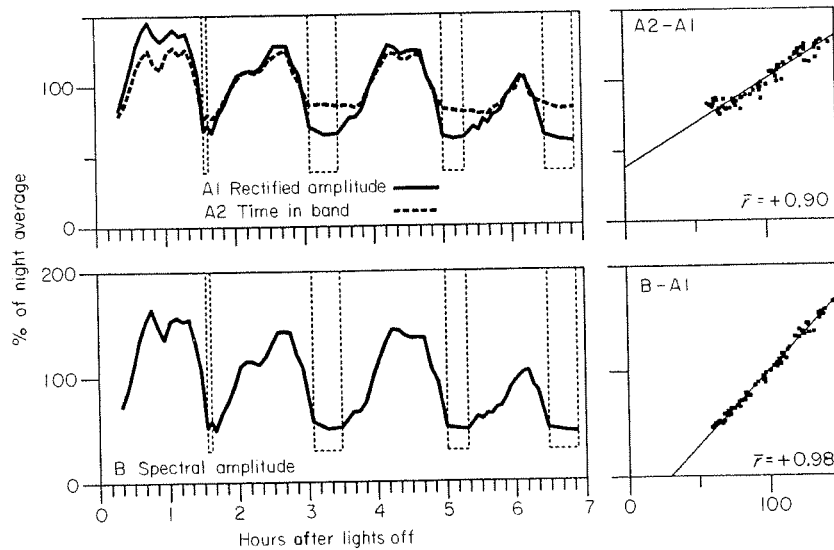 % of night average
100
0
A1 Rectified amplitude
A2 Time in band
A2-A1
r̄=+0.90
200
100
0
B Spectral amplitude
0 1 2 3 4 5 6 7
Hours after lights off
B-A1
r̄=+0.98
0 100